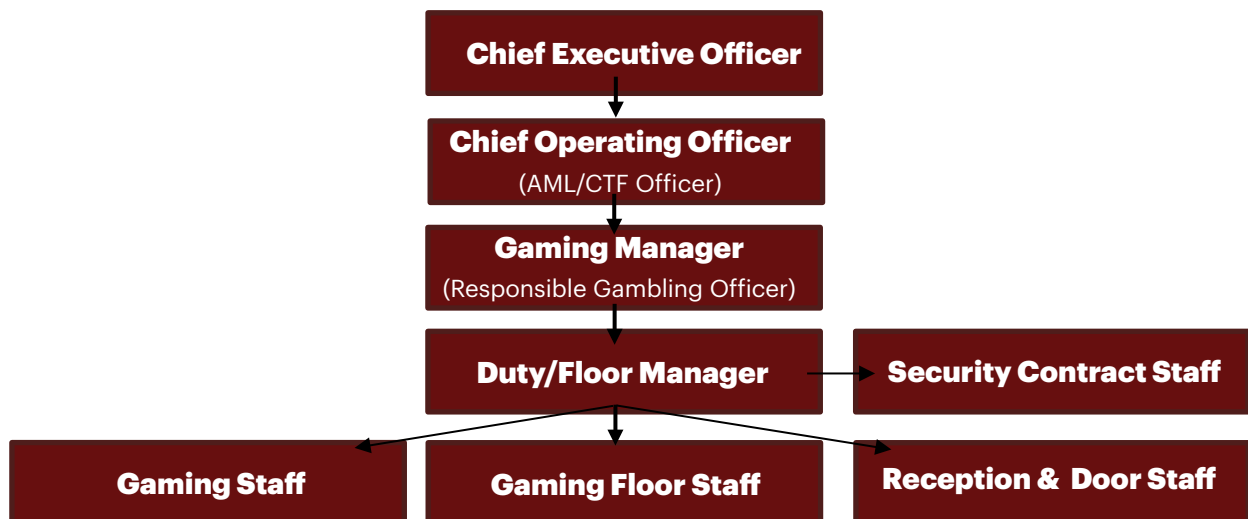 Chief Executive Officer
Chief Operating Officer
(AML/CTF Officer)
Gaming Manager
(Responsible Gambling Officer)
Duty/Floor Manager
Security Contract Staff
Gaming Staff
Gaming Floor Staff
Reception & Door Staff